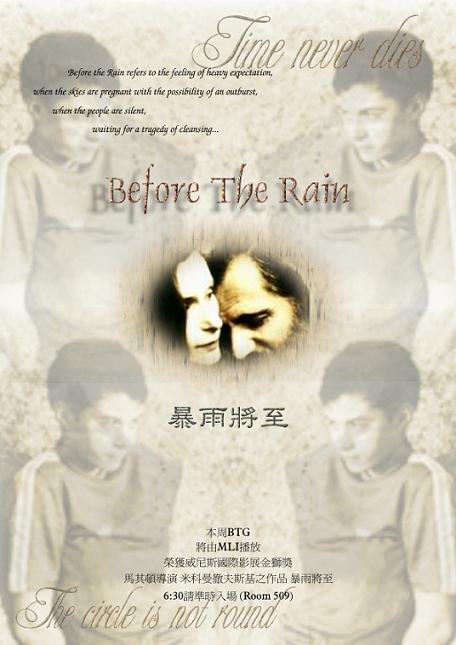 Time never dies
Before the Rain refers to the feeling of heavy expectation,
when the skies are pregnant with the possibility of an outburst,
when the people are silent,
waiting for a tragedy of cleansing...
Before The Rain
暴雨將至
本周BTG
將由MLI播放
榮獲威尼斯國際影展金獅獎
馬其頓導演 米科曼徹夫斯基之作品 暴雨將至
6:30請準時入場 (Room 509)
The circle is not round